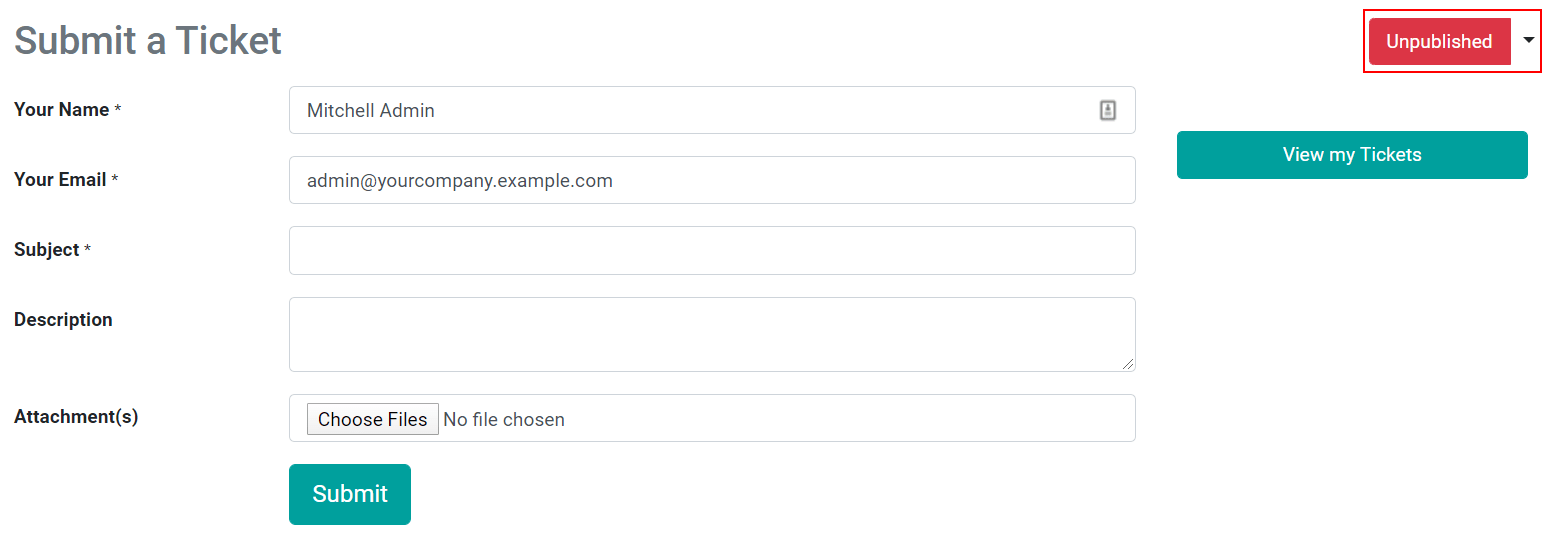 Submit a Ticket
Unpublished
Your Name *
Mitchell Admin
View my Tickets
Your Email *
admin@yourcompany.example.com
Subject *
Description
Attachment(s)
Choose Files No file chosen
Submit